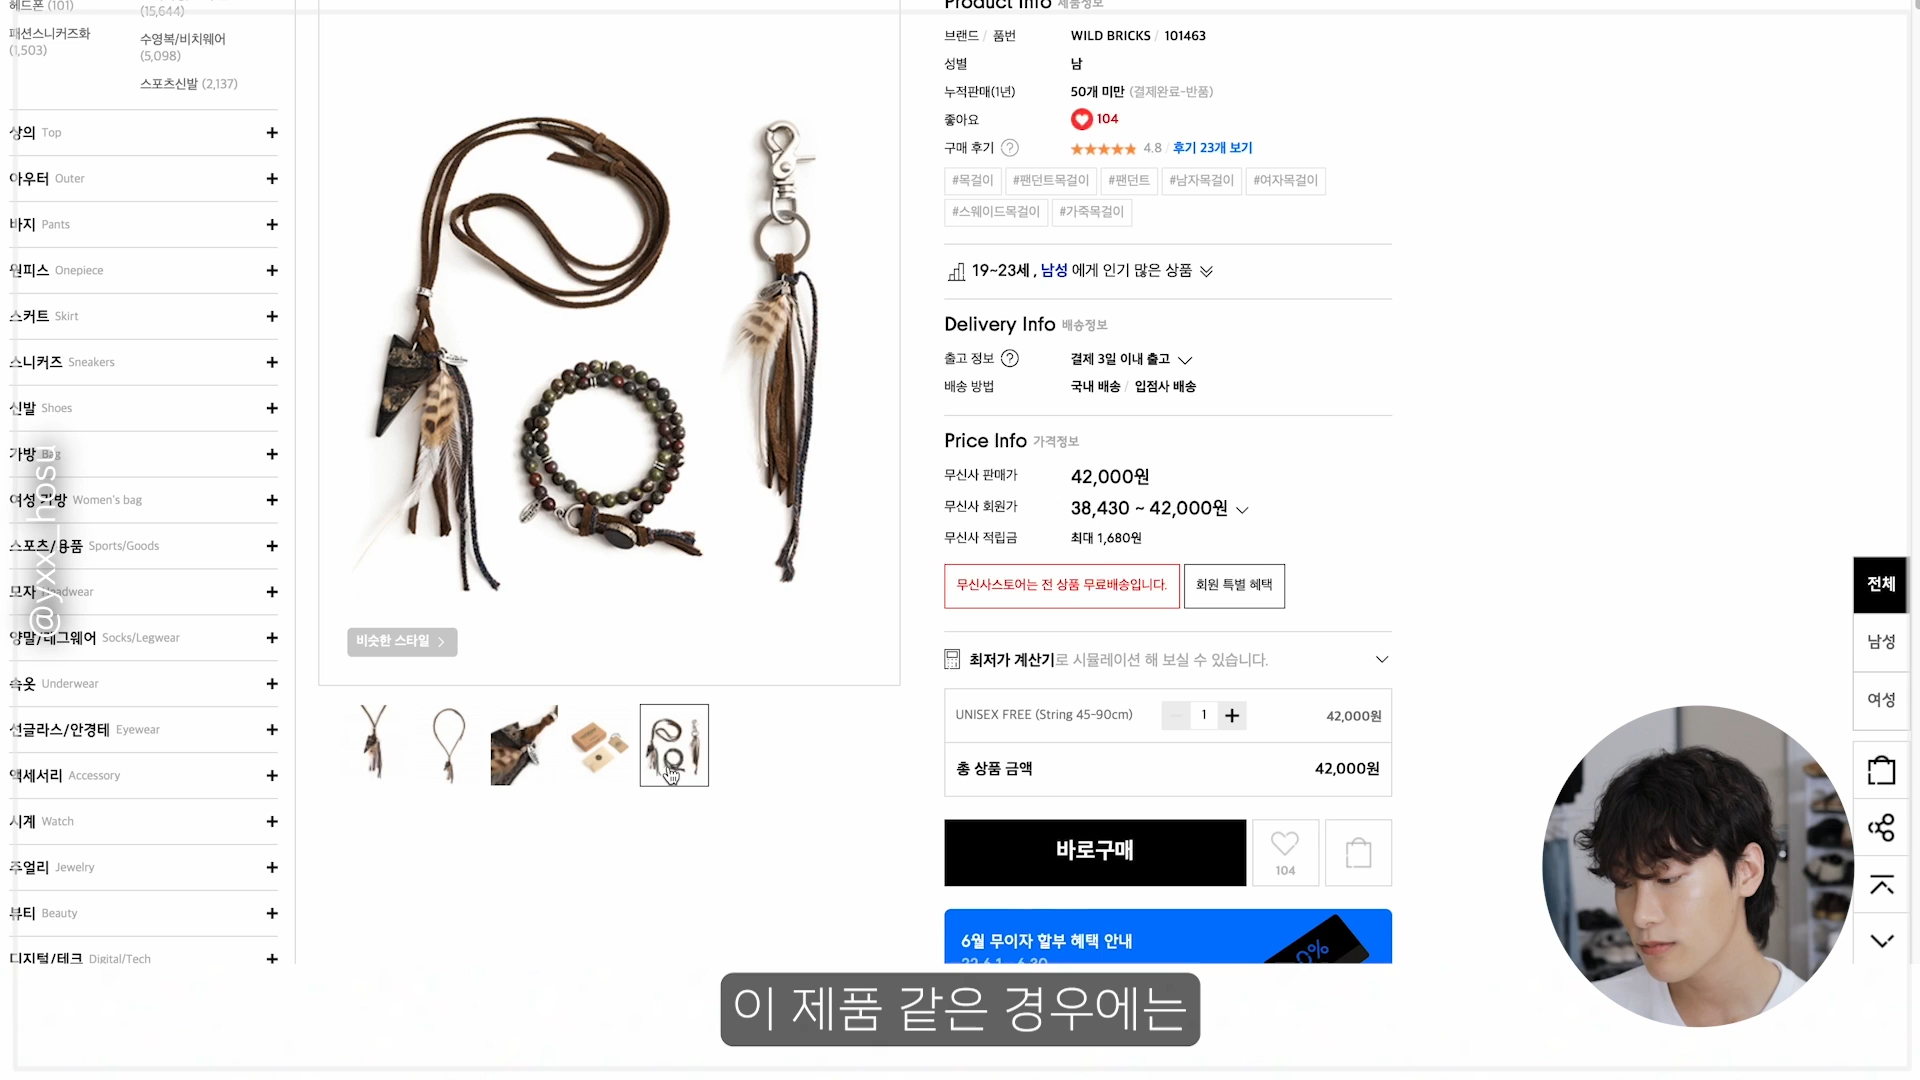 헤드폰 (101)
(15,644)
패션스니커즈화
(1,503)
수영복/비치웨어
(5,098)
스포츠신발 (2,137)
상의 Top
아우터 Outer
바지 Pants
원피스 Onepiece
스커트 Skirt
스니커즈 Sneakers
신발 Shoes
가방 Bag
여성 가방 Women's bag
스포츠/용품 Sports/Goods
모자 Headwear
양말/레그웨어 Socks/Legwear
속옷 Underwear
선글라스/안경테 Eyewear
액세서리 Accessory
시계 Watch
주얼리 Jewelry
뷰티 Beauty
디지털/테크 Digital/Tech
@yxxx_hosu
비슷한 스타일
Product Info 제품정보
브랜드 / 품번 WILD BRICKS / 101463
성별 남
누적판매(1년) 50개 미만 (결제완료-반품)
좋아요 104
구매 후기 ? 4.8 / 후기 23개 보기
#목걸이 #팬던트목걸이 #팬던트 #남자목걸이 #여자목걸이
#스웨이드목걸이 #가죽목걸이
19~23세 , 남성 에게 인기 많은 상품
Delivery Info 배송정보
출고 정보 ? 결제 3일 이내 출고
배송 방법 국내 배송 / 입점사 배송
Price Info 가격정보
무신사 판매가 42,000원
무신사 회원가 38,430 ~ 42,000원
무신사 적립금 최대 1,680원
무신사스토어는 전 상품 무료배송입니다. 회원 특별 혜택
최저가 계산기로 시뮬레이션 해 보실 수 있습니다.
UNISEX FREE (String 45-90cm) 1 + 42,000원
총 상품 금액 42,000원
바로구매
104
6월 무이자 할부 혜택 안내
22.6.1 ~ 6.30
0%
전체
남성
여성
이 제품 같은 경우에는